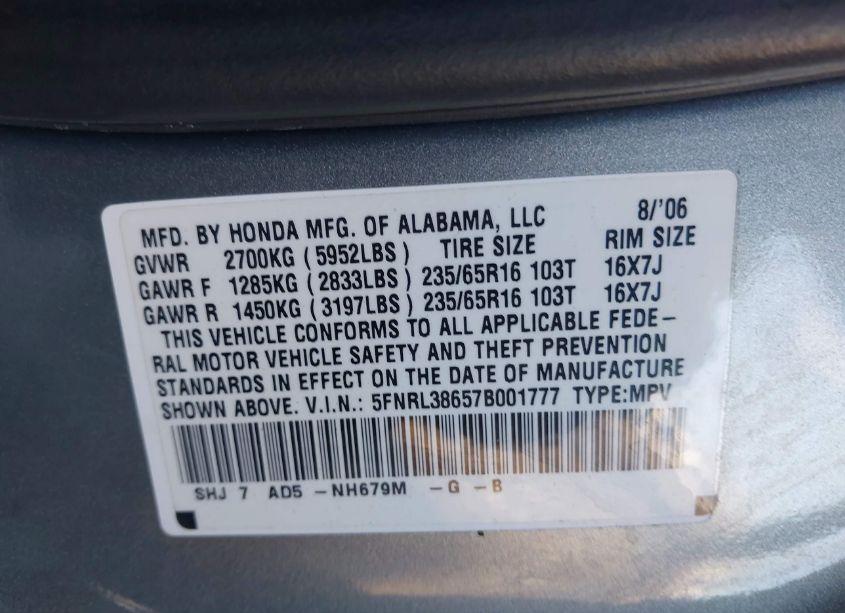 MFD. BY HONDA MFG. OF ALABAMA, LLC 8/'06
GVWR 2700KG (5952LBS) TIRE SIZE RIM SIZE
GAWR F 1285KG (2833LBS) 235/65R16 103T 16X7J
GAWR R 1450KG (3197LBS) 235/65R16 103T 16X7J
THIS VEHICLE CONFORMS TO ALL APPLICABLE FEDE-
RAL MOTOR VEHICLE SAFETY AND THEFT PREVENTION
STANDARDS IN EFFECT ON THE DATE OF MANUFACTURE
SHOWN ABOVE. V.I.N.: 5FNRL38657B001777 TYPE:MPV
SHJ 7 AD5 -NH679M -G -B